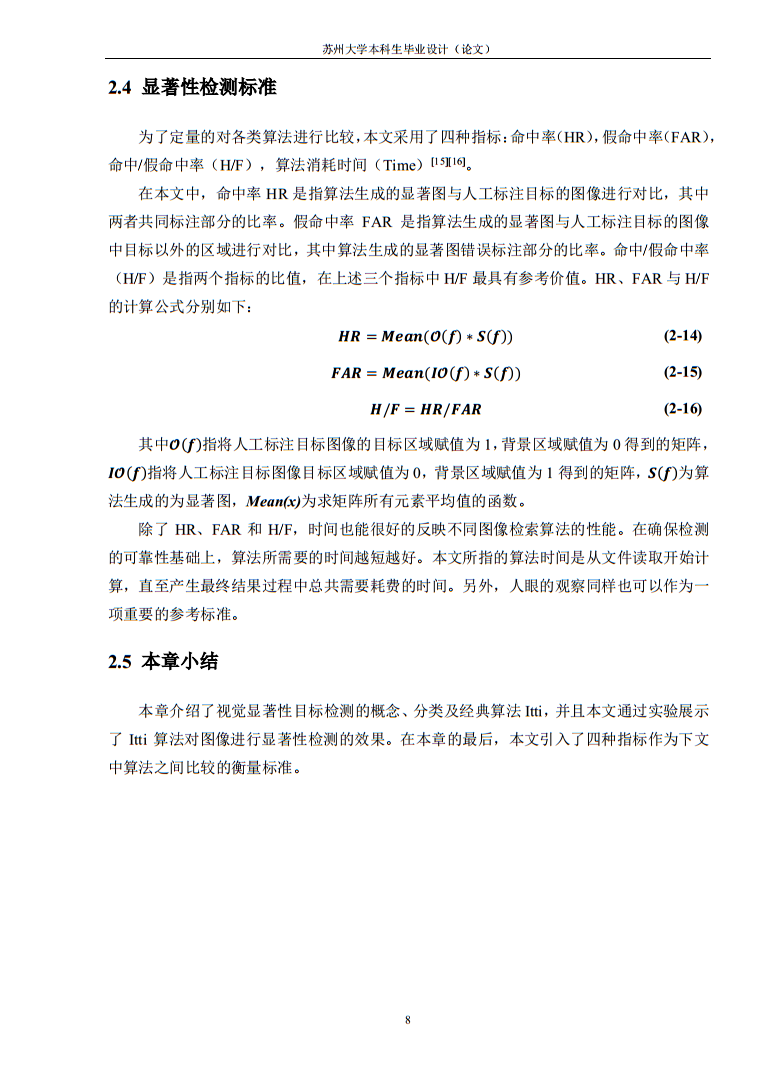 苏州大学本科生毕业设计（论文）
2.4 显著性检测标准
为了定量的对各类算法进行比较，本文采用了四种指标：命中率（HR），假命中率（FAR），
命中/假命中率（H/F），算法消耗时间（Time）[15][16]。
在本文中，命中率 HR 是指算法生成的显著图与人工标注目标的图像进行对比，其中
两者共同标注部分的比率。假命中率 FAR 是指算法生成的显著图与人工标注目标的图像
中目标以外的区域进行对比，其中算法生成的显著图错误标注部分的比率。命中/假命中率
（H/F）是指两个指标的比值，在上述三个指标中 H/F 最具有参考价值。HR、FAR 与 H/F
的计算公式分别如下：
HR = Mean(O(f) * S(f)) (2-14)
FAR = Mean(IO(f) * S(f)) (2-15)
H/F = HR/FAR (2-16)
其中O(f)指将人工标注目标图像的目标区域赋值为 1，背景区域赋值为 0 得到的矩阵，
IO(f)指将人工标注目标图像目标区域赋值为 0，背景区域赋值为 1 得到的矩阵，S(f)为算
法生成的为显著图，Mean(x)为求矩阵所有元素平均值的函数。
除了 HR、FAR 和 H/F，时间也能很好的反映不同图像检索算法的性能。在确保检测
的可靠性基础上，算法所需要的时间越短越好。本文所指的算法时间是从文件读取开始计
算，直至产生最终结果过程中总共需要耗费的时间。另外，人眼的观察同样也可以作为一
项重要的参考标准。
2.5 本章小结
本章介绍了视觉显著性目标检测的概念、分类及经典算法 Itti，并且本文通过实验展示
了 Itti 算法对图像进行显著性检测的效果。在本章的最后，本文引入了四种指标作为下文
中算法之间比较的衡量标准。
8